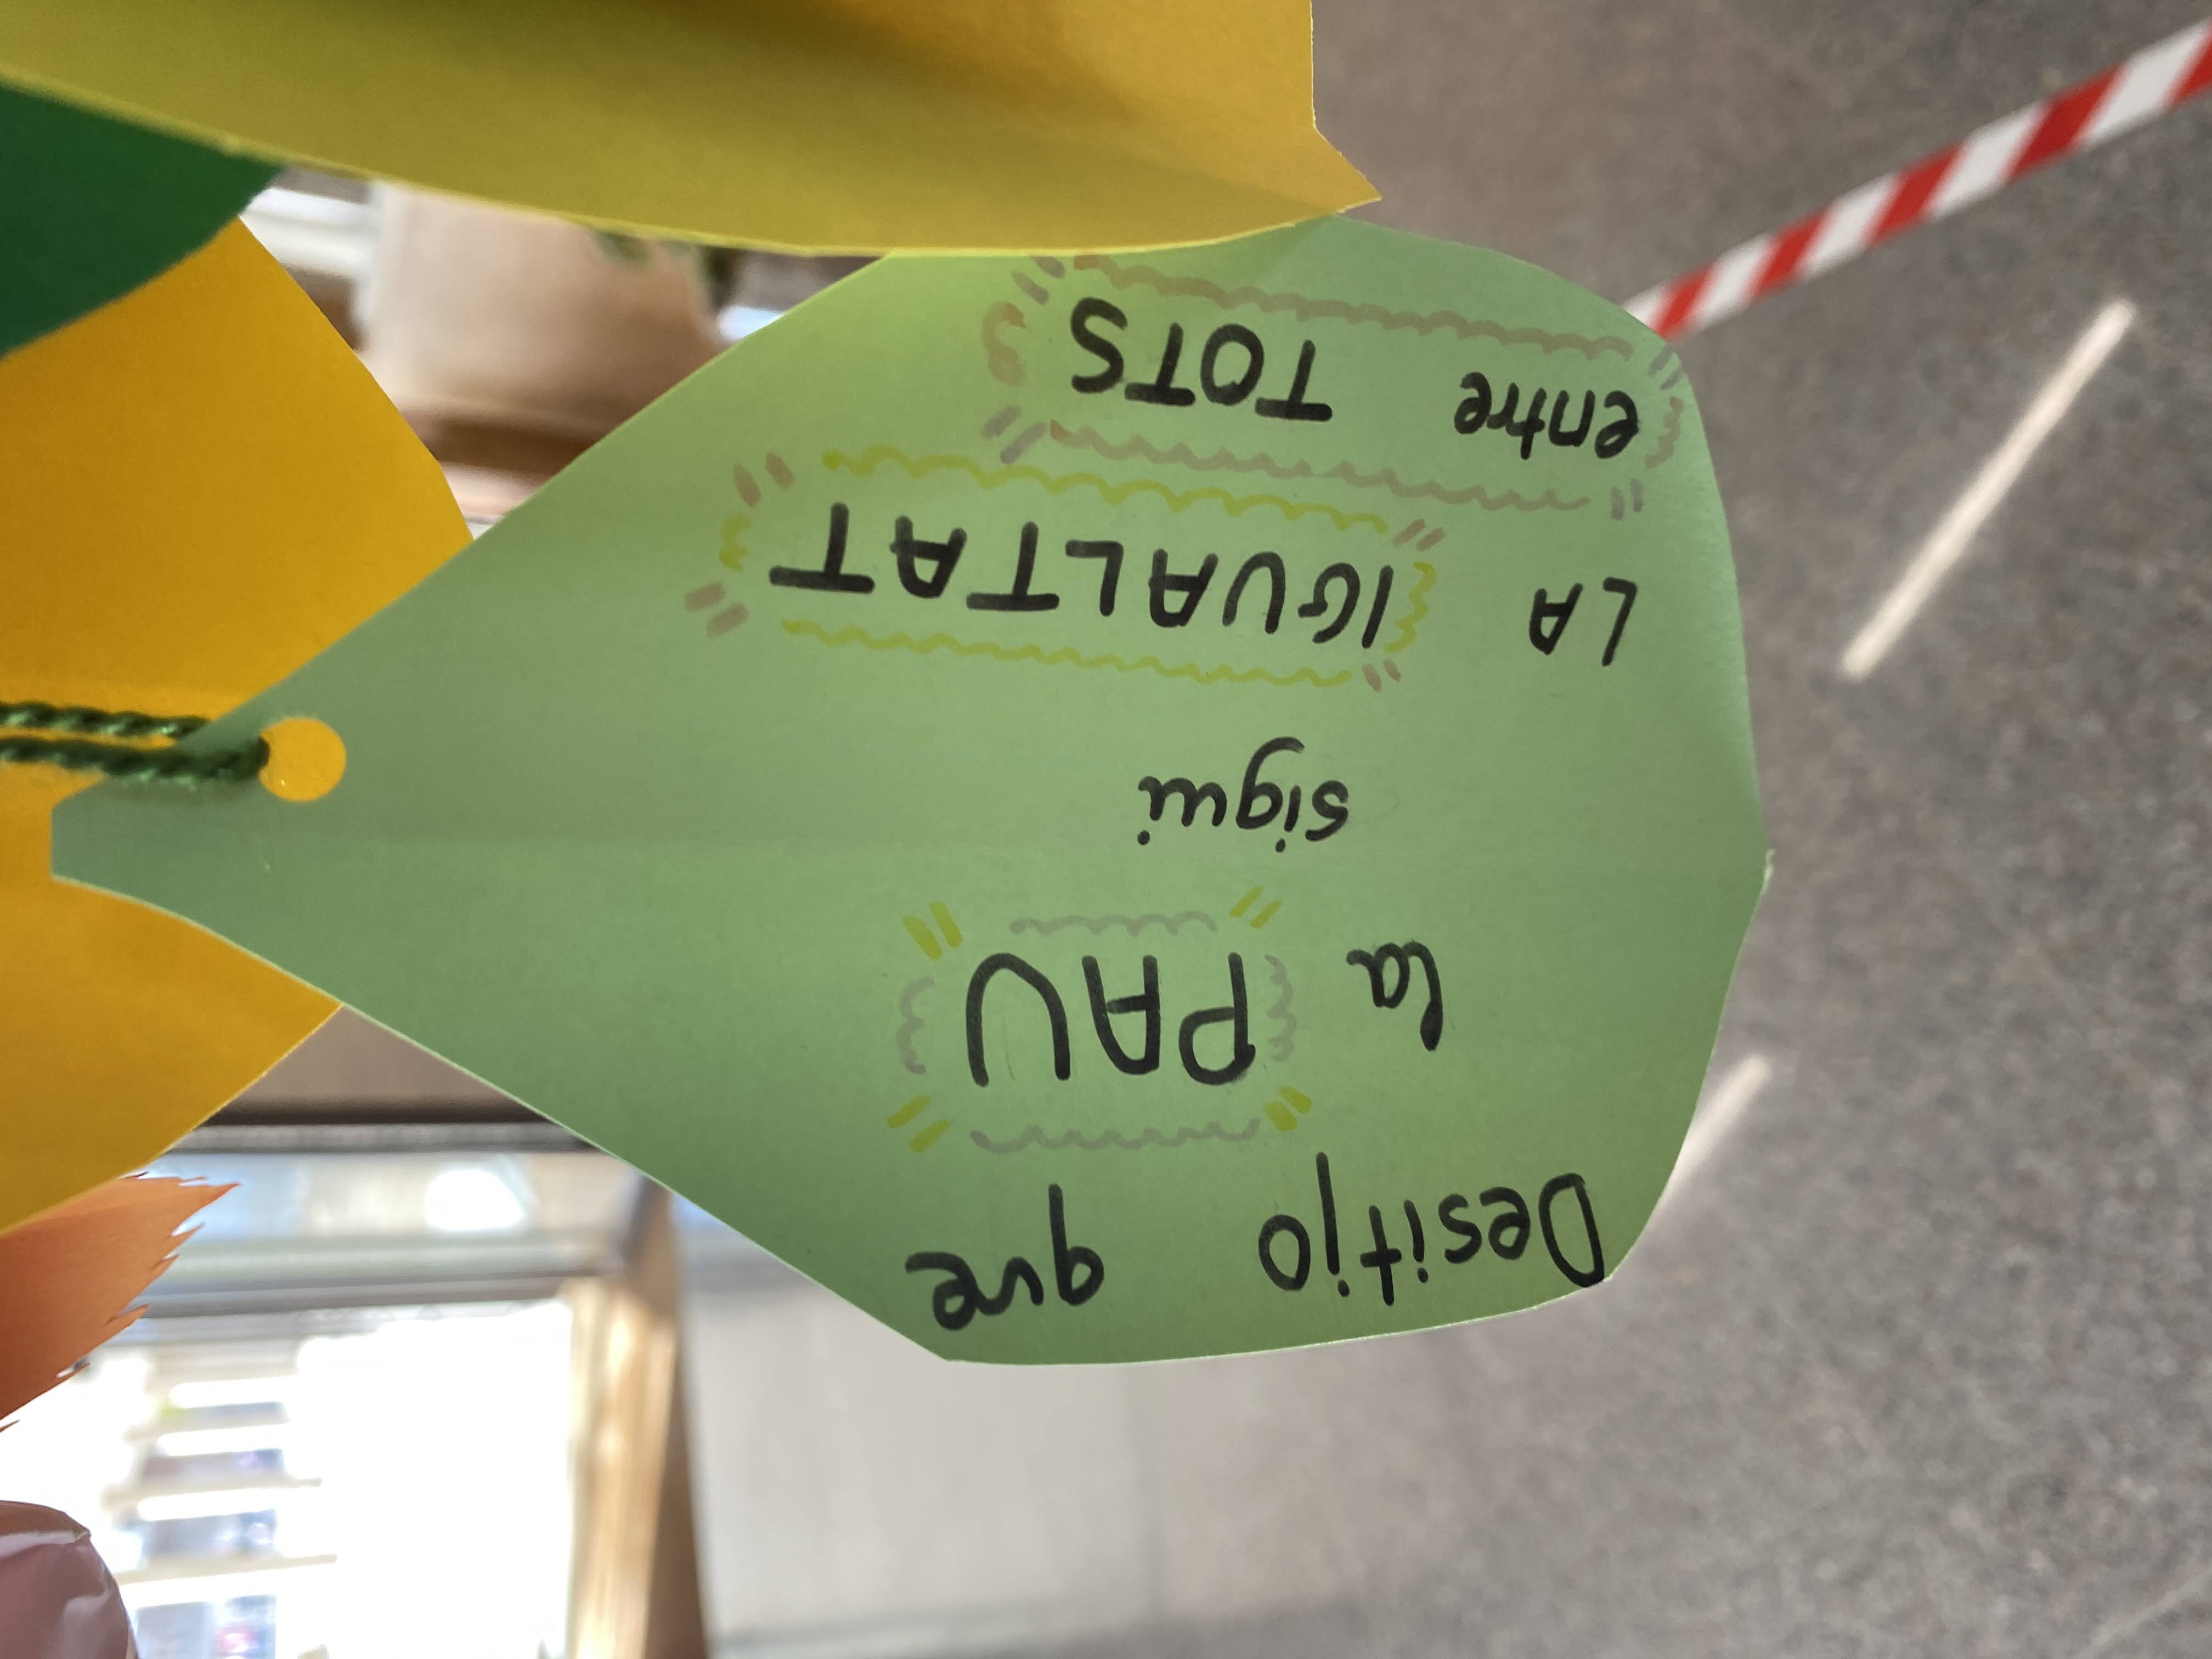 Desitjo que
la PAU
sigui
LA IGUALTAT
entre TOTS